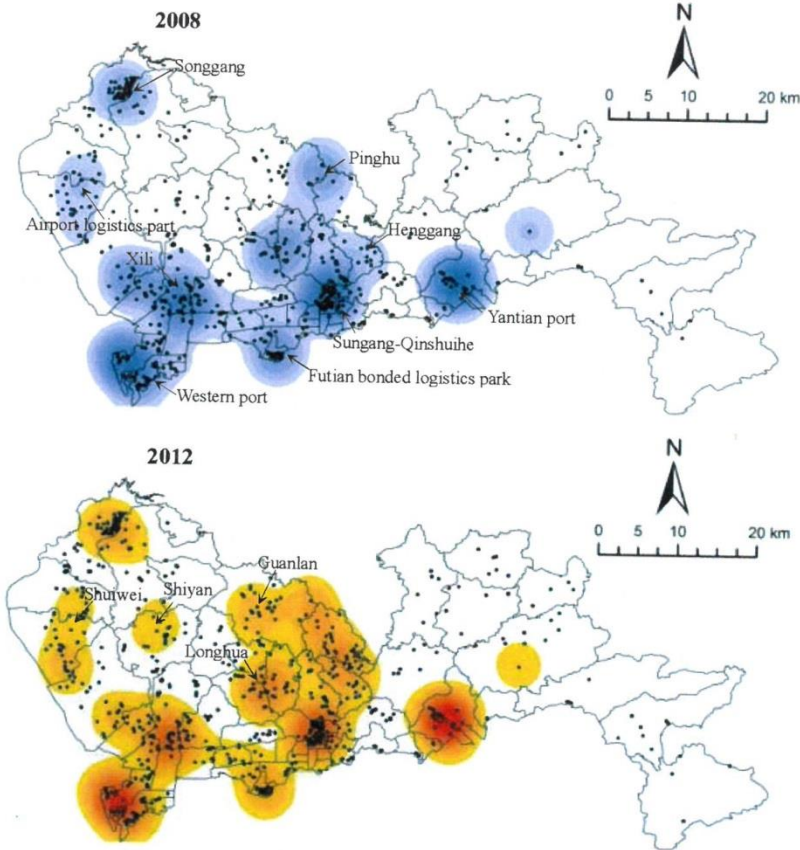 2008
N
0 5 10 20 km
Songgang
Pinghu
Airport logistics part
Henggang
Xili
Yantian port
Sungang-Qinshuihe
Futian bonded logistics park
Western port
2012
N
0 5 10 20 km
Guanlan
Shuiwei
Shiyan
Longhua